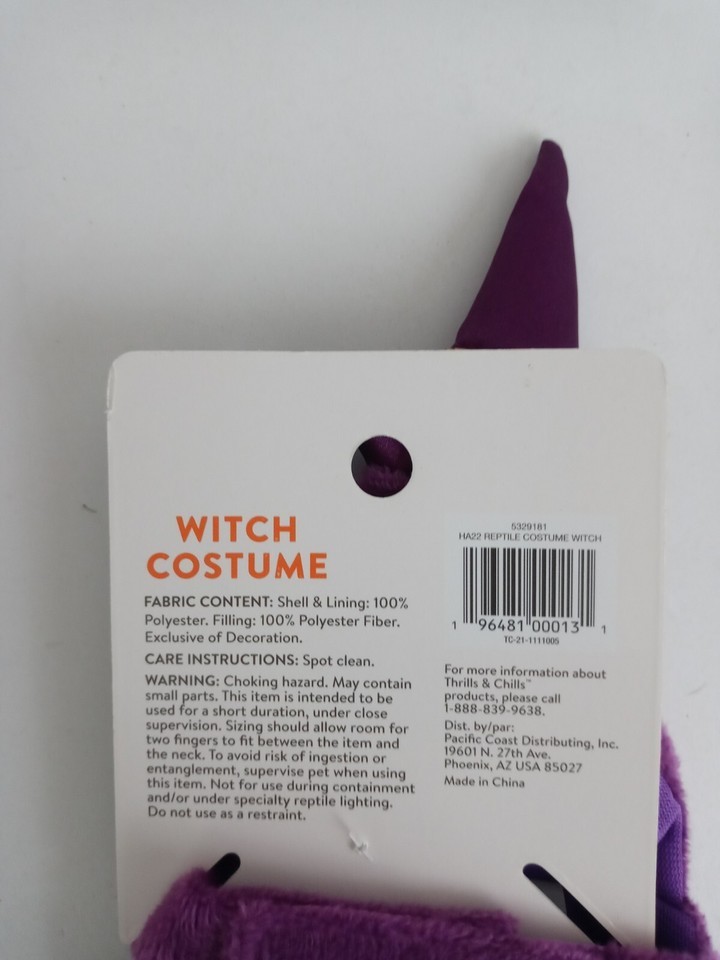 WITCH
COSTUME
FABRIC CONTENT: Shell & Lining: 100%
Polyester. Filling: 100% Polyester Fiber.
Exclusive of Decoration.
CARE INSTRUCTIONS: Spot clean.
WARNING: Choking hazard. May contain
small parts. This item is intended to be
used for a short duration, under close
supervision. Sizing should allow room for
two fingers to fit between the item and
the neck. To avoid risk of ingestion or
entanglement, supervise pet when using
this item. Not for use during containment
and/or under specialty reptile lighting.
Do not use as a restraint.
5329181
HA22 REPTILE COSTUME WITCH
1 96481 00013 1
TC-21-1111005
For more information about
Thrills & Chills™
products, please call
1-888-839-9638.
Dist. by/par:
Pacific Coast Distributing, Inc.
19601 N. 27th Ave.
Phoenix, AZ USA 85027
Made in China